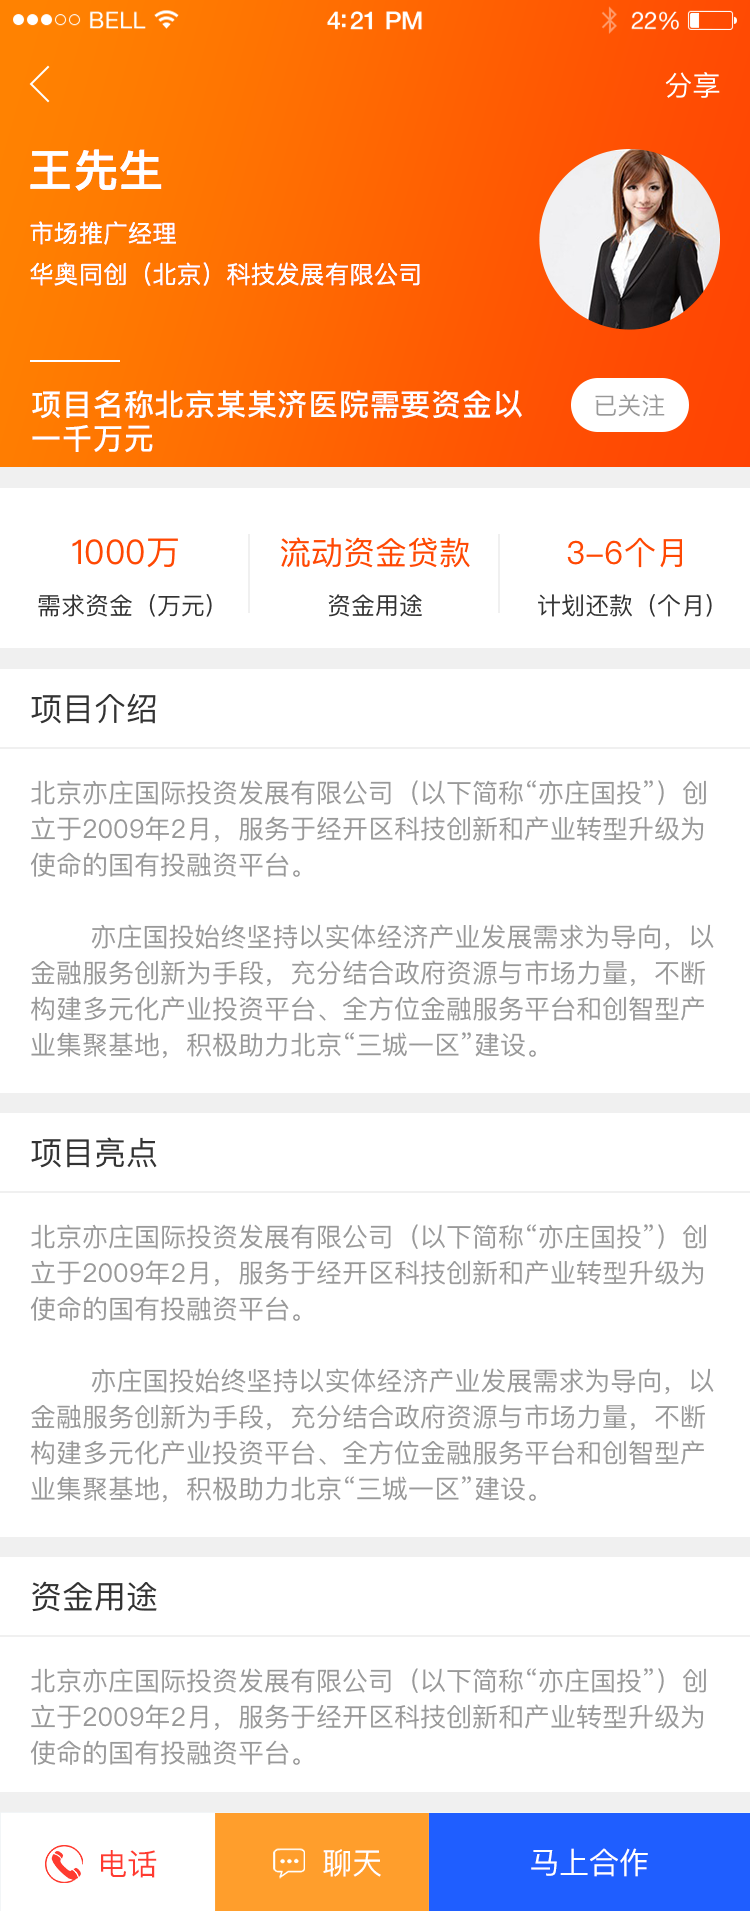 BELL 4:21 PM 22%
分享
王先生
市场推广经理
华奥同创（北京）科技发展有限公司
项目名称北京某某济医院需要资金以
一千万元
已关注
1000万 流动资金贷款 3-6个月
需求资金（万元） 资金用途 计划还款（个月）
项目介绍
北京亦庄国际投资发展有限公司（以下简称“亦庄国投”）创
立于2009年2月，服务于经开区科技创新和产业转型升级为
使命的国有投融资平台。
亦庄国投始终坚持以实体经济产业发展需求为导向，以
金融服务创新为手段，充分结合政府资源与市场力量，不断
构建多元化产业投资平台、全方位金融服务平台和创智型产
业集聚基地，积极助力北京“三城一区”建设。
项目亮点
北京亦庄国际投资发展有限公司（以下简称“亦庄国投”）创
立于2009年2月，服务于经开区科技创新和产业转型升级为
使命的国有投融资平台。
亦庄国投始终坚持以实体经济产业发展需求为导向，以
金融服务创新为手段，充分结合政府资源与市场力量，不断
构建多元化产业投资平台、全方位金融服务平台和创智型产
业集聚基地，积极助力北京“三城一区”建设。
资金用途
北京亦庄国际投资发展有限公司（以下简称“亦庄国投”）创
立于2009年2月，服务于经开区科技创新和产业转型升级为
使命的国有投融资平台。
电话 聊天 马上合作